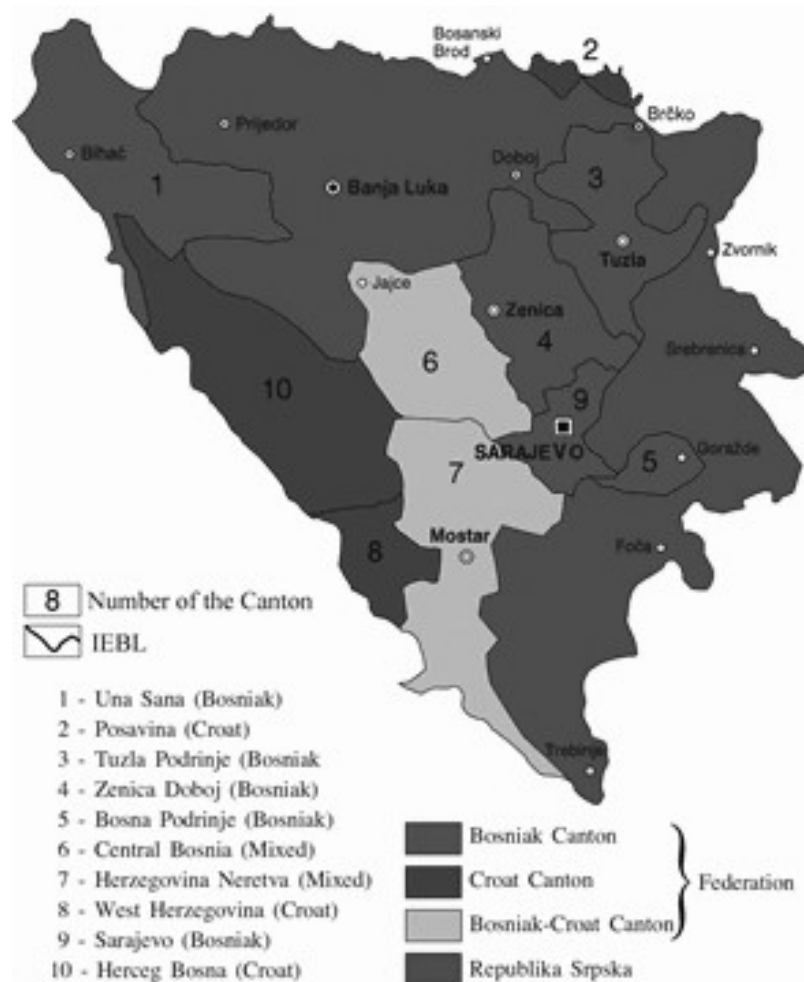 Bosanski
Brod
2
Brčko
Prijedor
Bihać
Doboj
1
Banja Luka
3
Tuzla
Zvornik
Jajce
Zenica
4
Srebrenica
6
10
9
SARAJEVO
Goražde
5
7
Mostar
8
Foča
Trebinje
8 Number of the Canton
IEBL
1 - Una Sana (Bosniak)
2 - Posavina (Croat)
3 - Tuzla Podrinje (Bosniak
4 - Zenica Doboj (Bosniak)
5 - Bosna Podrinje (Bosniak)
6 - Central Bosnia (Mixed)
7 - Herzegovina Neretva (Mixed)
8 - West Herzegovina (Croat)
9 - Sarajevo (Bosniak)
10 - Herceg Bosna (Croat)
Bosniak Canton
Croat Canton
Bosniak-Croat Canton
Federation
Republika Srpska